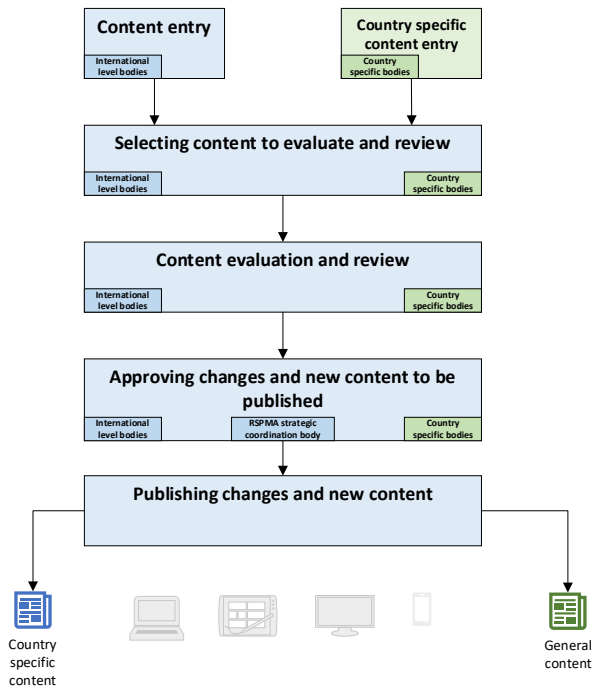 Content entry
International
level bodies
Country specific
content entry
Country
specific bodies
Selecting content to evaluate and review
International
level bodies
Country
specific bodies
Content evaluation and review
International
level bodies
Country
specific bodies
Approving changes and new content to be
published
International
level bodies
RSPMA strategic
coordination body
Country
specific bodies
Publishing changes and new content
Country
specific
content
General
content